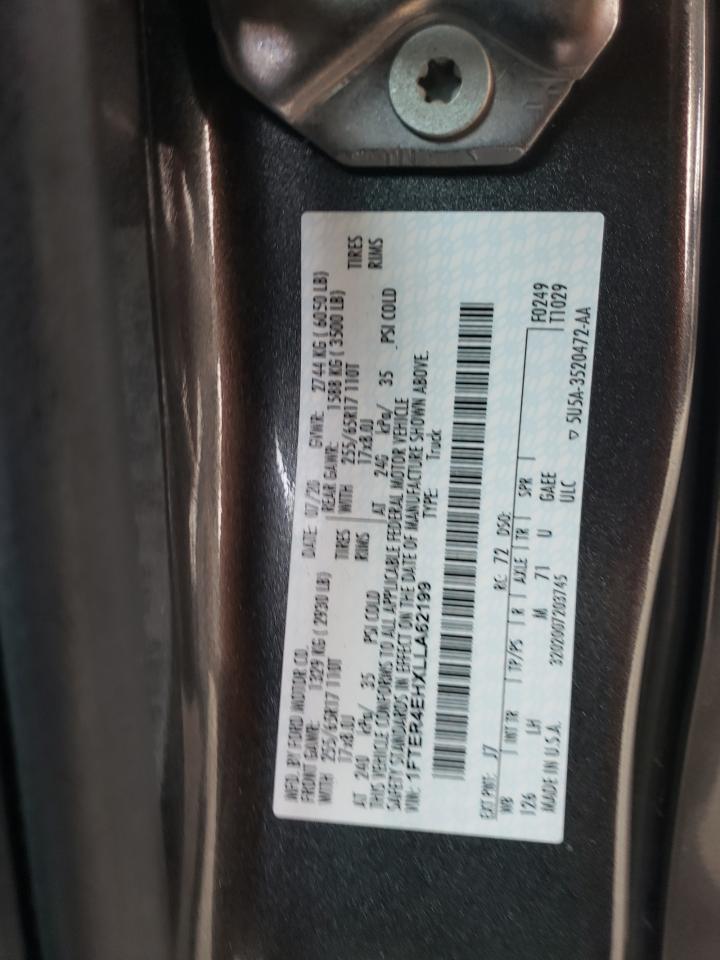 MFD. BY FORD MOTOR CO. DATE: 07/20 GVWR: 2744 KG ( 6050 LB)
FRONT GAWR: 1329 KG ( 2930 LB) REAR GAWR: 1588 KG ( 3500 LB)
WITH 255/65R17 110T TIRES WITH 255/65R17 110T TIRES
17x8.0J RIMS 17x8.0J RIMS
AT 240 kPa/ 35 PSI COLD AT 240 kPa/ 35 PSI COLD
THIS VEHICLE CONFORMS TO ALL APPLICABLE FEDERAL MOTOR VEHICLE
SAFETY STANDARDS IN EFFECT ON THE DATE OF MANUFACTURE SHOWN ABOVE.
VIN: 1FTER4EHXLLA62199 TYPE: Truck
EXT PNT: J7 RC: 72 DSO: F0249
WB INT TR TP/PS R AXLE TR SPR T1029
126 LH M 71 U GAEE
3202007203745 ULC
MADE IN U.S.A. ▽ 5U5A-3520472-AA